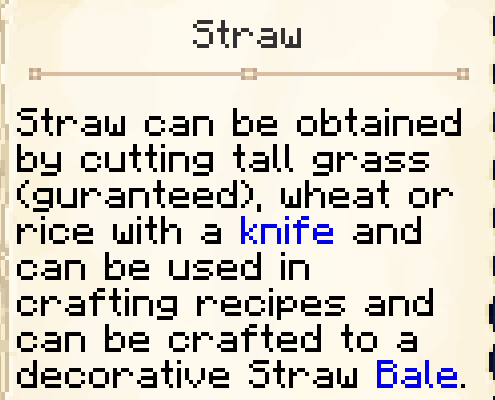 Straw
Straw can be obtained
by cutting tall grass
(guranteed), wheat or
rice with a knife and
can be used in
crafting recipes and
can be crafted to a
decorative Straw Bale.